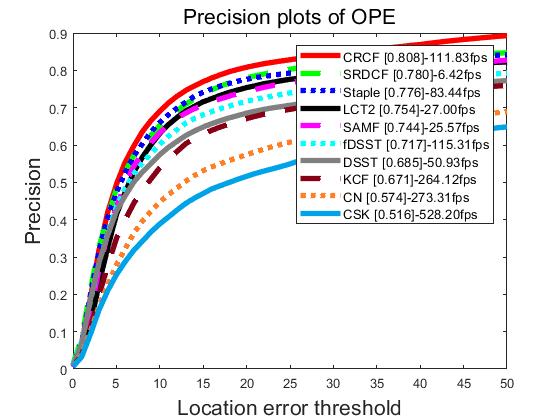 Precision plots of OPE
0.9
0.8
0.7
0.6
0.5
0.4
0.3
0.2
0.1
0
Precision
CRCF [0.808]-111.83fps
SRDCF [0.780]-6.42fps
Staple [0.776]-83.44fps
LCT2 [0.754]-27.00fps
SAMF [0.744]-25.57fps
fDSST [0.717]-115.31fps
DSST [0.685]-50.93fps
KCF [0.671]-264.12fps
CN [0.574]-273.31fps
CSK [0.516]-528.20fps
0 5 10 15 20 25 30 35 40 45 50
Location error threshold